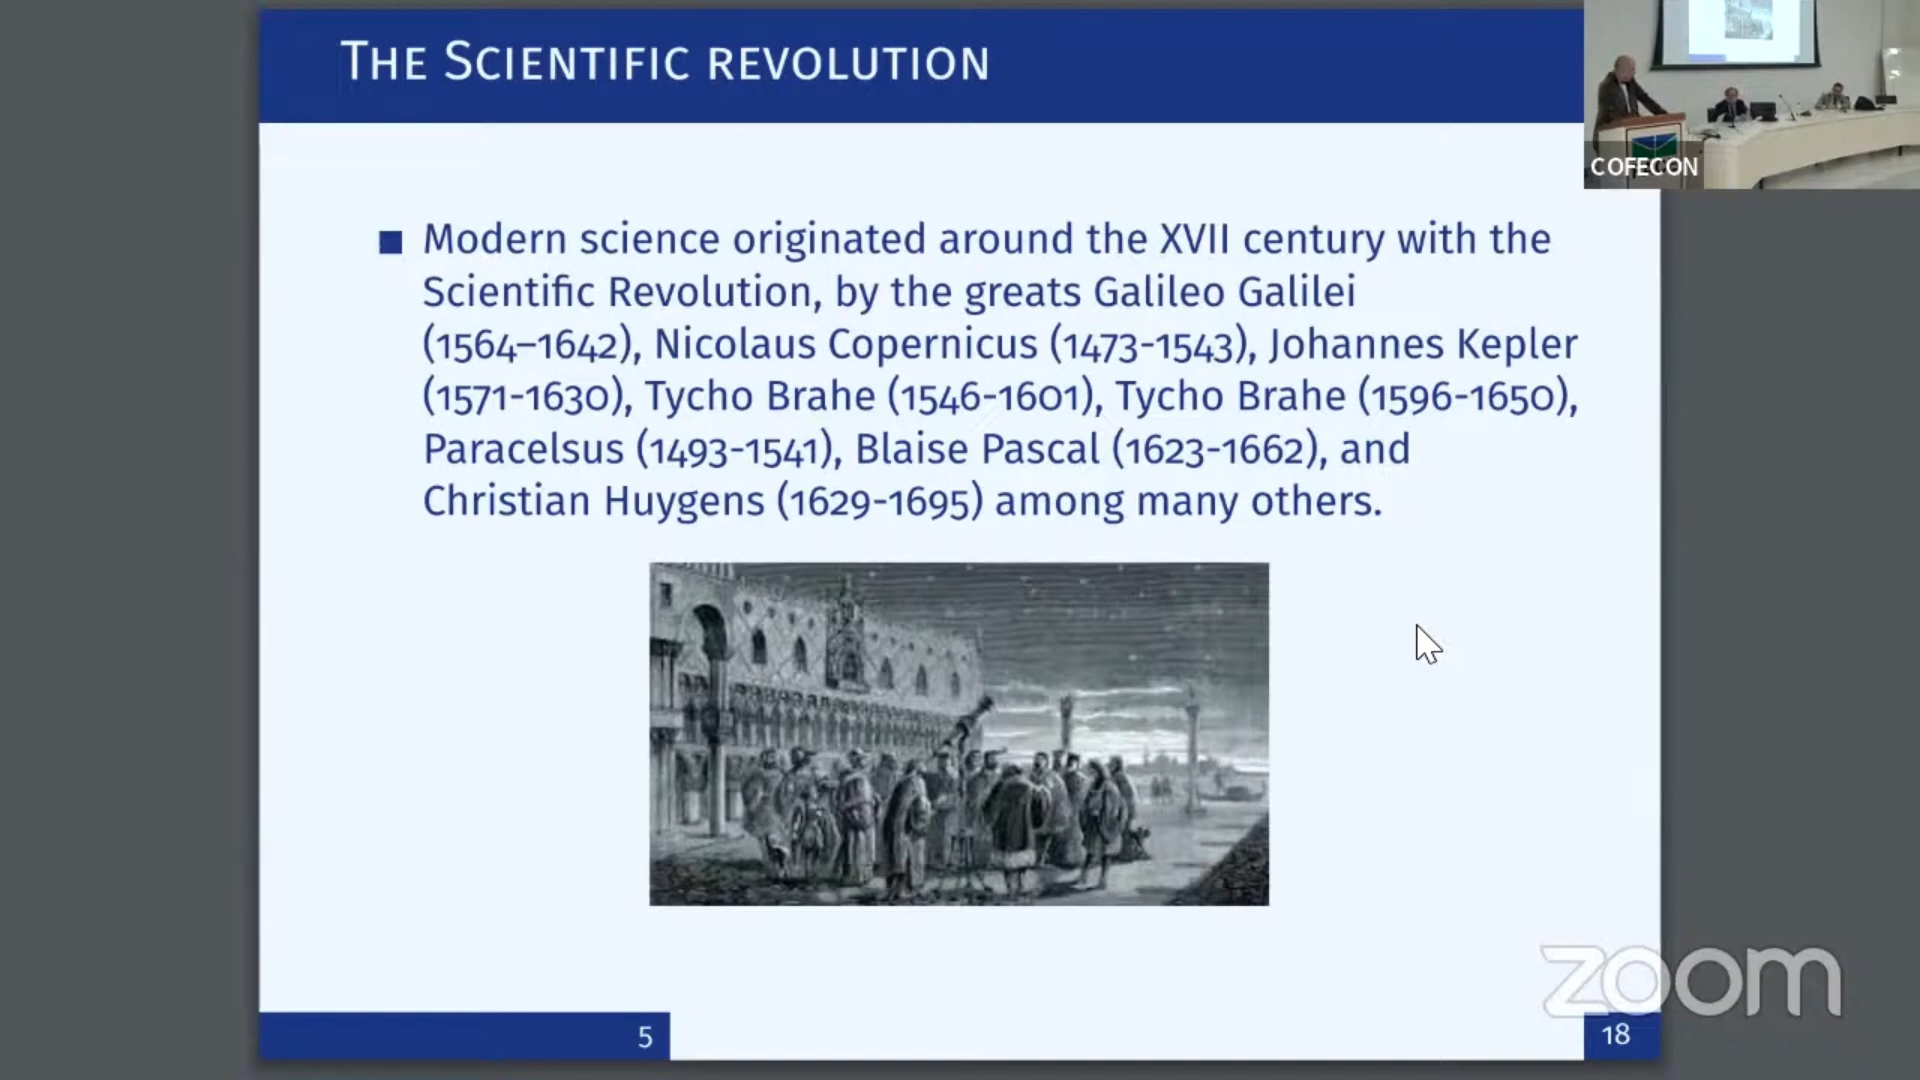 THE SCIENTIFIC REVOLUTION
COFECON
■ Modern science originated around the XVII century with the
Scientific Revolution, by the greats Galileo Galilei
(1564–1642), Nicolaus Copernicus (1473-1543), Johannes Kepler
(1571-1630), Tycho Brahe (1546-1601), Tycho Brahe (1596-1650),
Paracelsus (1493-1541), Blaise Pascal (1623-1662), and
Christian Huygens (1629-1695) among many others.
zoom
5
18